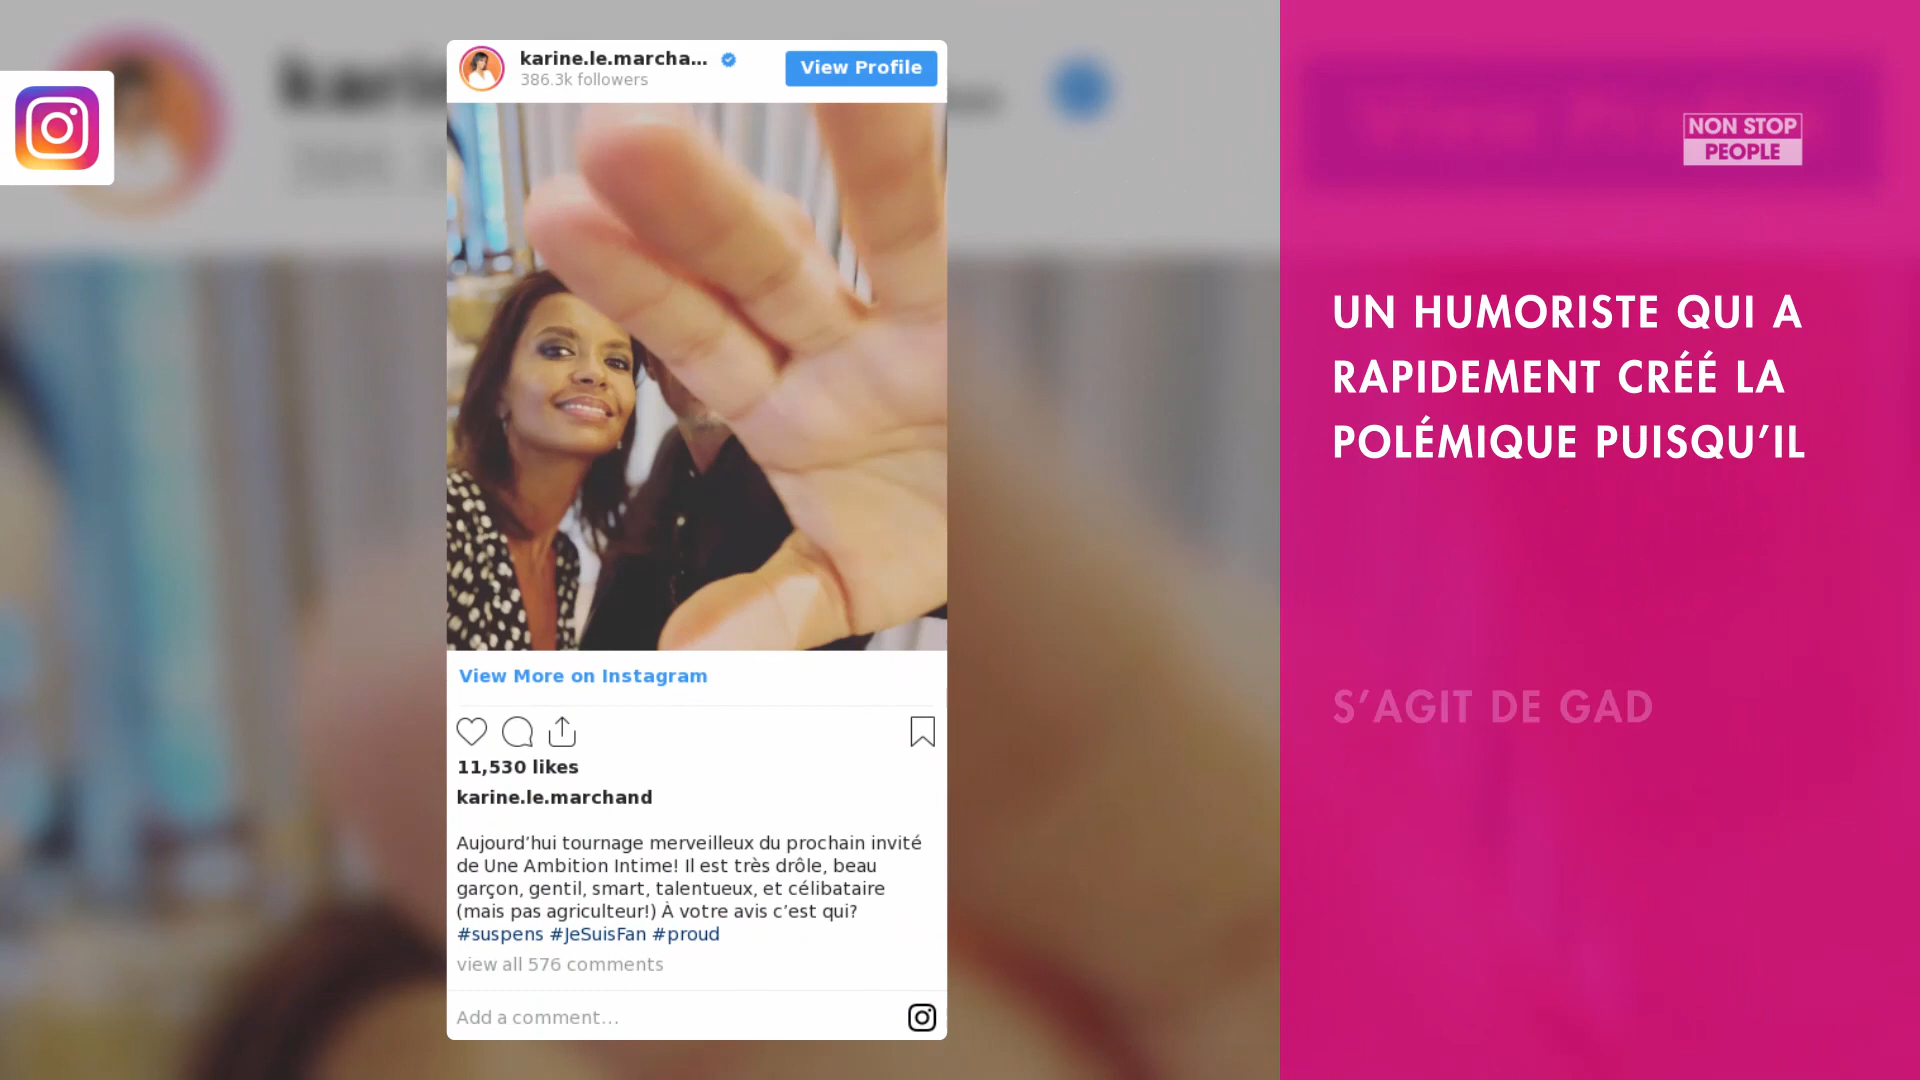 karine.le.marcha...
386.3k followers
View Profile
View More on Instagram
11,530 likes
karine.le.marchand
Aujourd’hui tournage merveilleux du prochain invité
de Une Ambition Intime! Il est très drôle, beau
garçon, gentil, smart, talentueux, et célibataire
(mais pas agriculteur!) À votre avis c’est qui?
#suspens #JeSuisFan #proud
view all 576 comments
Add a comment...
NON STOP
PEOPLE
UN HUMORISTE QUI A
RAPIDEMENT CRÉÉ LA
POLÉMIQUE PUISQU’IL
S’AGIT DE GAD